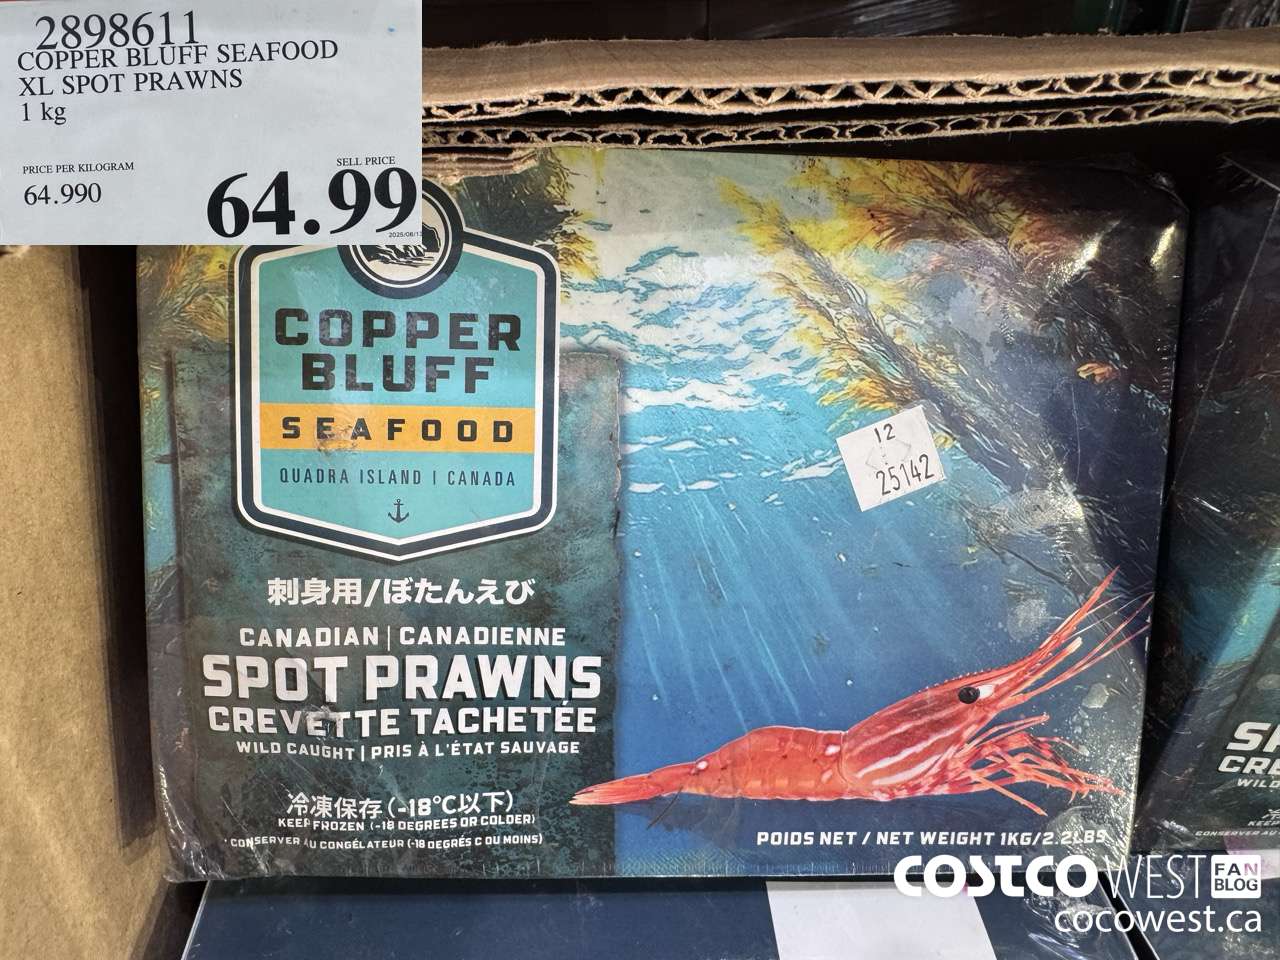 2898611
COPPER BLUFF SEAFOOD
XL SPOT PRAWNS
1 kg
PRICE PER KILOGRAM
64.990
SELL PRICE
64.99
COPPER
BLUFF
SEAFOOD
QUADRA ISLAND | CANADA
12
25142
刺身用/ぼたんえび
CANADIAN | CANADIENNE
SPOT PRAWNS
CREVETTE TACHETÉE
WILD CAUGHT | PRIS À L'ÉTAT SAUVAGE
冷凍保存(-18°C以下)
KEEP FROZEN (-18 DEGREES OR COLDER)
CONSERVER AU CONGÉLATEUR (-18 DEGRÉS C OU MOINS)
POIDS NET / NET WEIGHT 1KG/2.2LBS
COSTCO WEST FAN BLOG
cocowest.ca